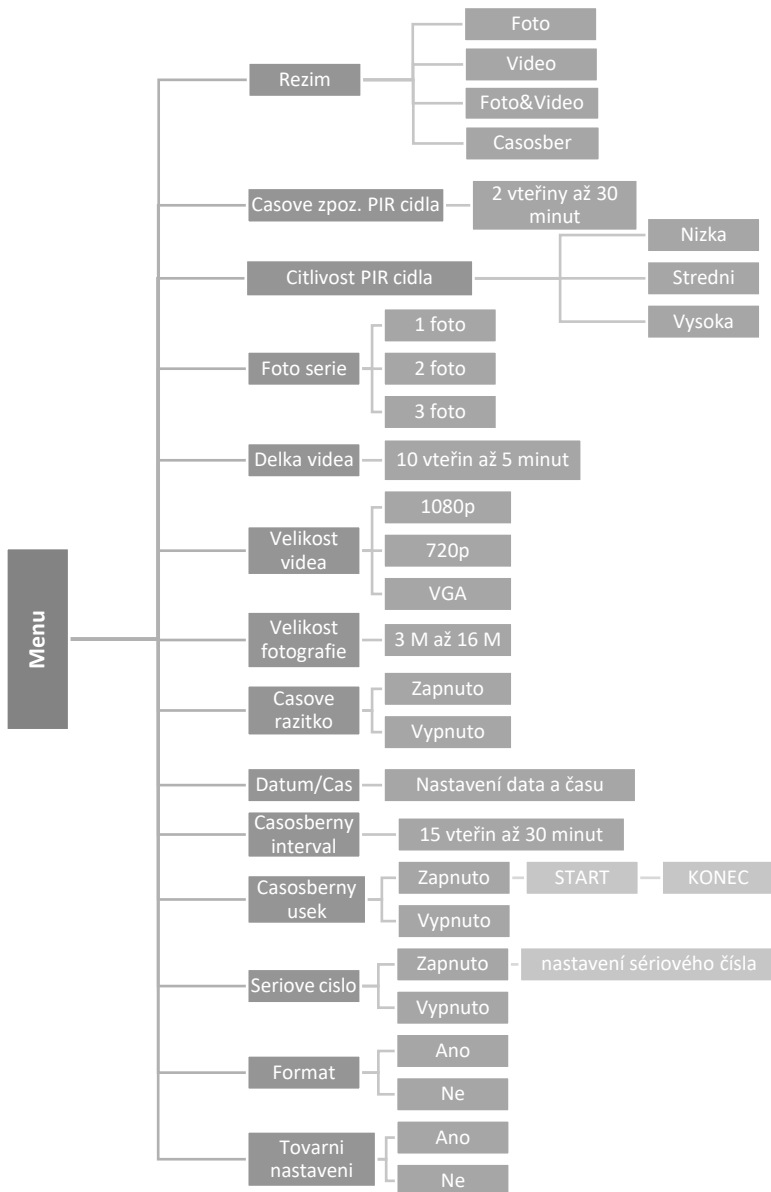 Menu
Rezim
Foto
Video
Foto&Video
Casosber
Casove zpoz. PIR cidla
2 vteřiny až 30
minut
Citlivost PIR cidla
Nizka
Stredni
Vysoka
Foto serie
1 foto
2 foto
3 foto
Delka videa
10 vteřin až 5 minut
Velikost
videa
1080p
720p
VGA
Velikost
fotografie
3 M až 16 M
Casove
razitko
Zapnuto
Vypnuto
Datum/Cas
Nastavení data a času
Casosberny
interval
15 vteřin až 30 minut
Casosberny
usek
Zapnuto
START
KONEC
Vypnuto
Seriove cislo
Zapnuto
nastavení sériového čísla
Vypnuto
Format
Ano
Ne
Tovarni
nastaveni
Ano
Ne